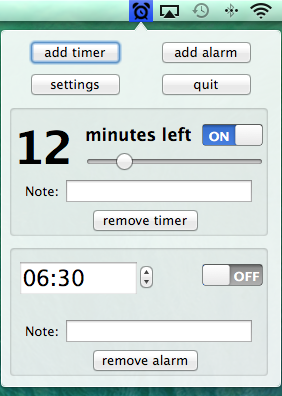 add timer add alarm
settings quit
12 minutes left ON
Note:
remove timer
06:30 OFF
Note:
remove alarm